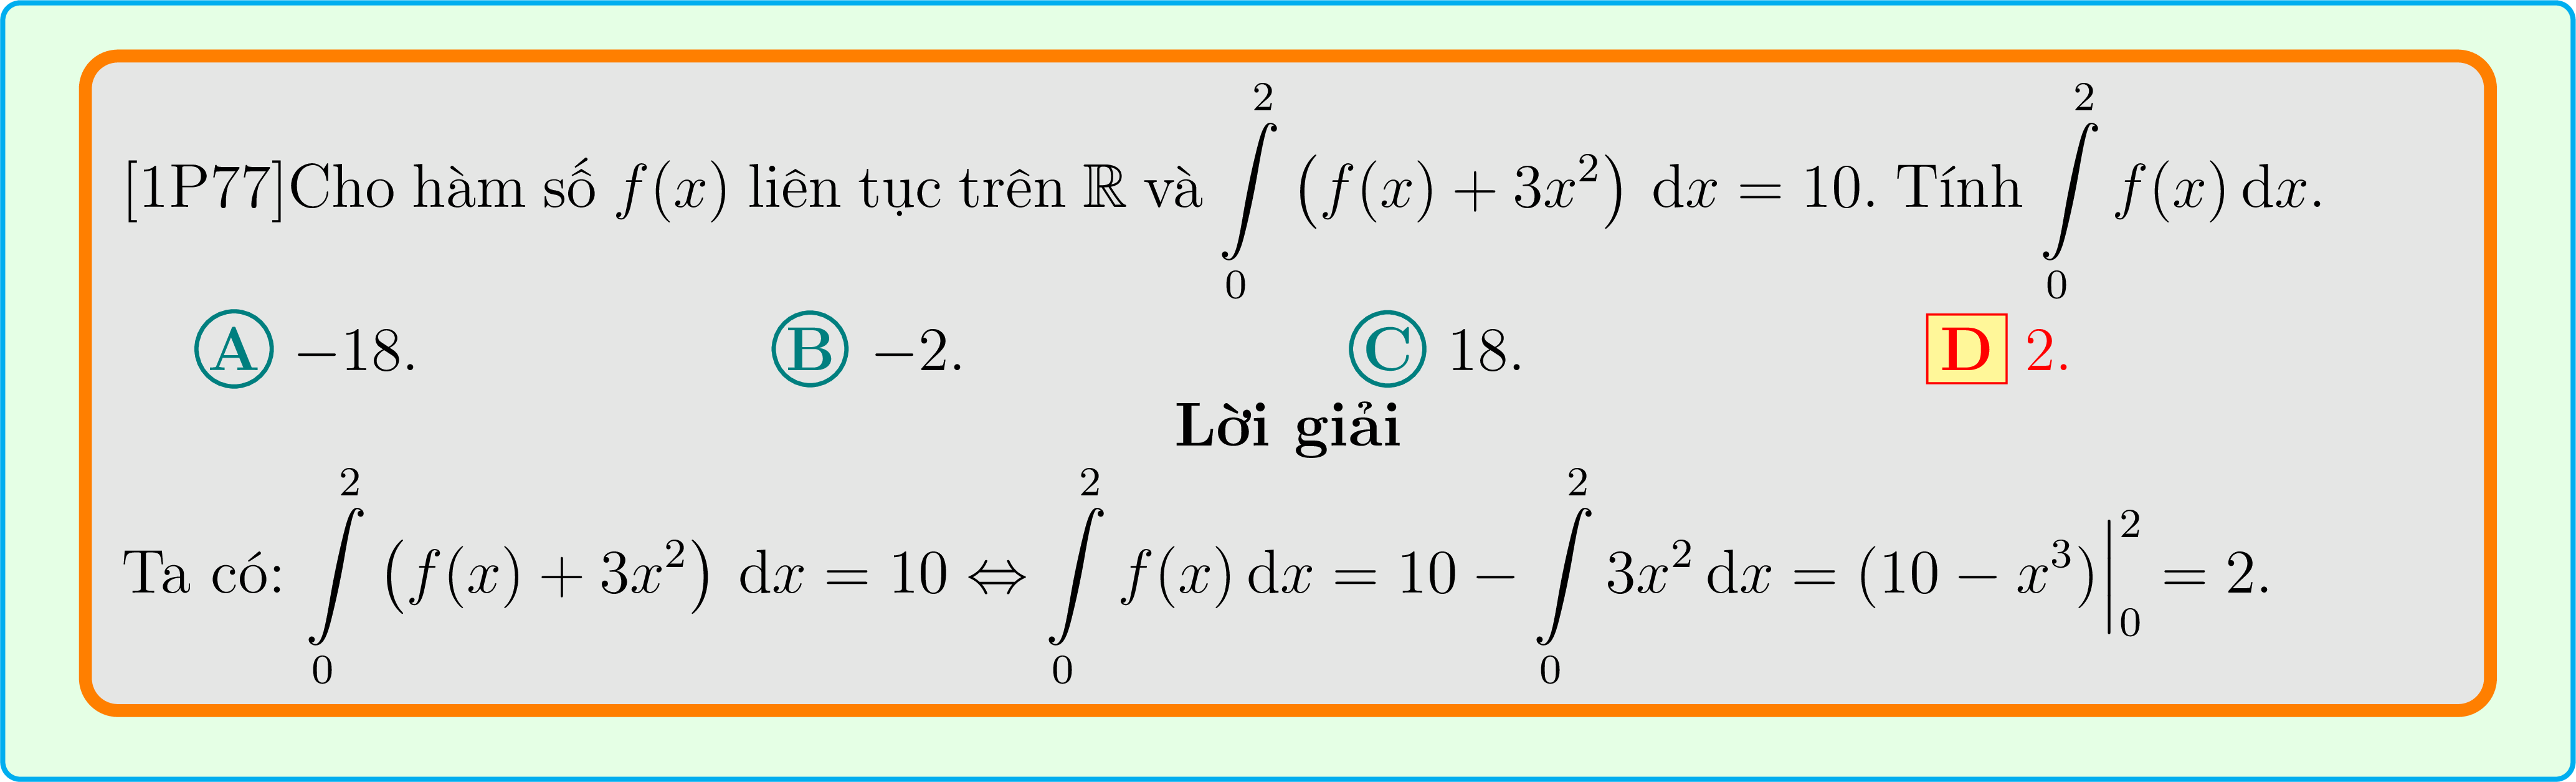 [1P77]Cho hàm số $f(x)$ liên tục trên $\mathbb{R}$ và $\int\limits_0^2 \left(f(x) + 3x^2\right) \mathrm{d}x = 10$. Tính $\int\limits_0^2 f(x)\,\mathrm{d}x$.
A −18. B −2. C 18. D 2.
Lời giải
Ta có: $\int\limits_0^2 \left(f(x) + 3x^2\right) \mathrm{d}x = 10 \Leftrightarrow \int\limits_0^2 f(x)\,\mathrm{d}x = 10 - \int\limits_0^2 3x^2\,\mathrm{d}x = (10 - x^3)\Big|_0^2 = 2$.